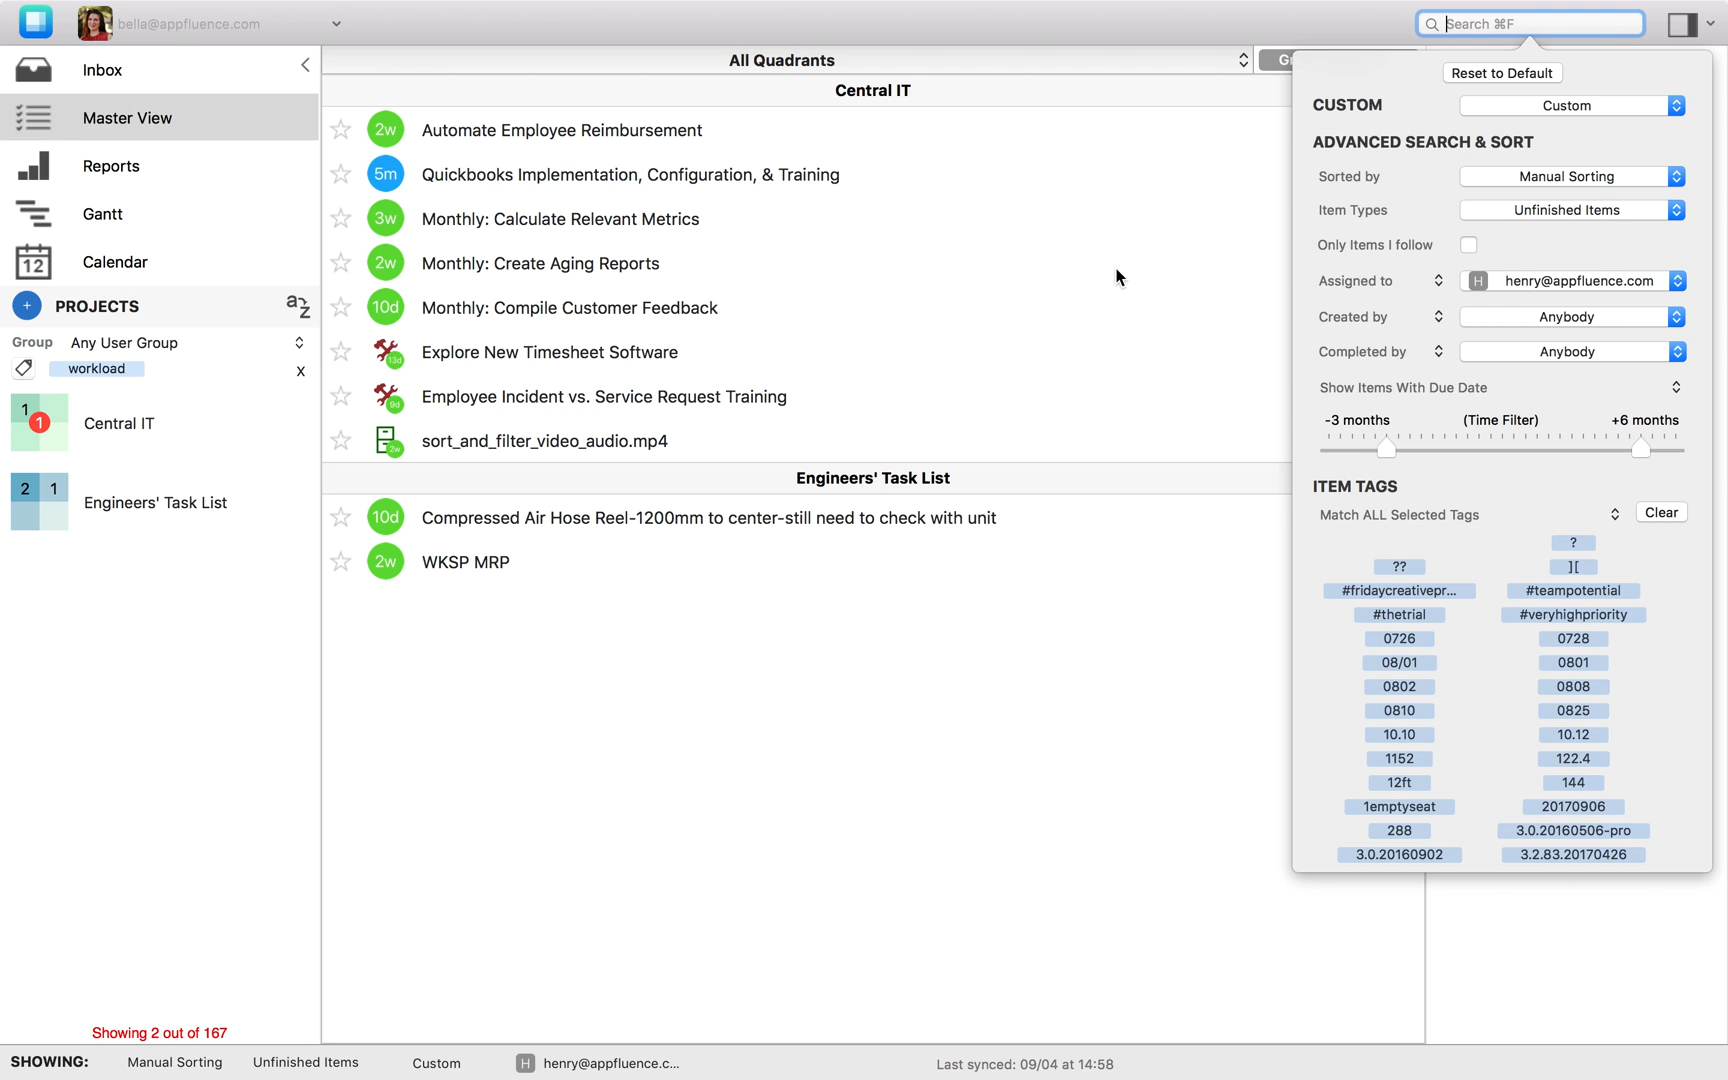 bella@appfluence.com
Search ⌘F
Inbox
Master View
Reports
Gantt
12
Calendar
+ PROJECTS
az
Group Any User Group
workload x
1
1
Central IT
2 1
Engineers' Task List
Showing 2 out of 167
All Quadrants
Central IT
2w Automate Employee Reimbursement
5m Quickbooks Implementation, Configuration, & Training
3w Monthly: Calculate Relevant Metrics
2w Monthly: Create Aging Reports
10d Monthly: Compile Customer Feedback
13d Explore New Timesheet Software
9d Employee Incident vs. Service Request Training
2w sort_and_filter_video_audio.mp4
Engineers' Task List
10d Compressed Air Hose Reel-1200mm to center-still need to check with unit
2w WKSP MRP
Reset to Default
CUSTOM Custom
ADVANCED SEARCH & SORT
Sorted by Manual Sorting
Item Types Unfinished Items
Only Items I follow
Assigned to H henry@appfluence.com
Created by Anybody
Completed by Anybody
Show Items With Due Date
-3 months (Time Filter) +6 months
ITEM TAGS
Match ALL Selected Tags Clear
?
?? ][
#fridaycreativepr... #teampotential
#thetrial #veryhighpriority
0726 0728
08/01 0801
0802 0808
0810 0825
10.10 10.12
1152 122.4
12ft 144
1emptyseat 20170906
288 3.0.20160506-pro
3.0.20160902 3.2.83.20170426
SHOWING: Manual Sorting Unfinished Items Custom H henry@appfluence.c... Last synced: 09/04 at 14:58